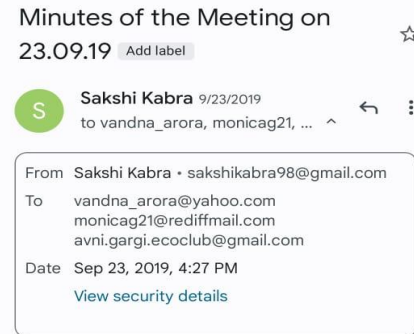 Minutes of the Meeting on
23.09.19 Add label
S
Sakshi Kabra 9/23/2019
to vandna_arora, monicag21, ...
From Sakshi Kabra • sakshikabra98@gmail.com
To vandna_arora@yahoo.com
monicag21@rediffmail.com
avni.gargi.ecoclub@gmail.com
Date Sep 23, 2019, 4:27 PM
View security details